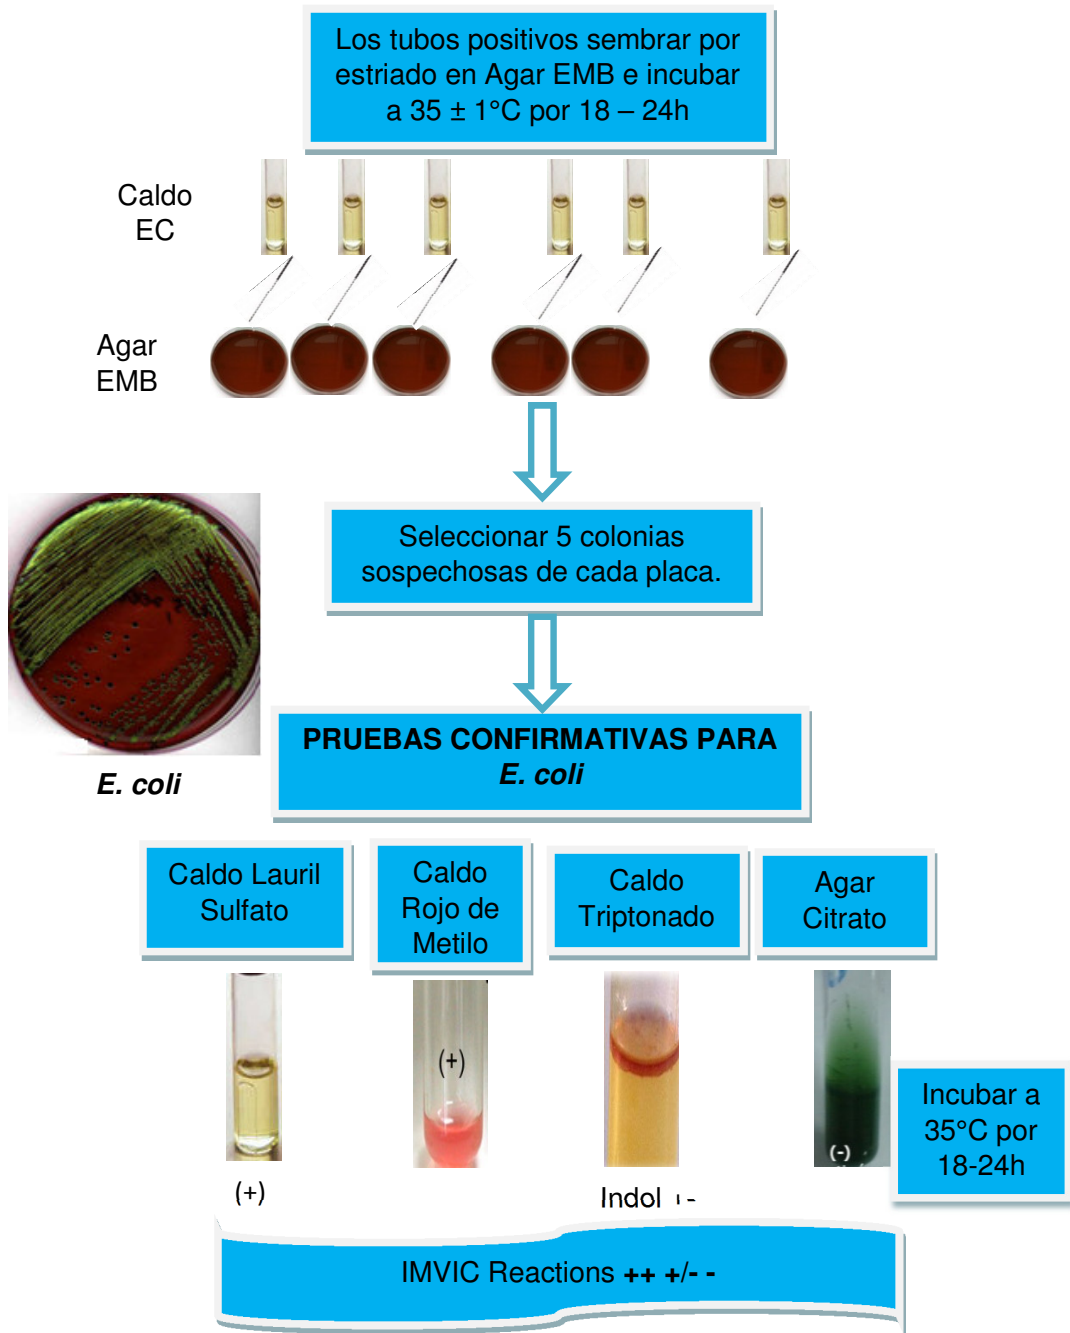 Los tubos positivos sembrar por
estriado en Agar EMB e incubar
a 35 ± 1°C por 18 – 24h
Caldo
EC
Agar
EMB
Seleccionar 5 colonias
sospechosas de cada placa.
E. coli
PRUEBAS CONFIRMATIVAS PARA
E. coli
Caldo Lauril
Sulfato
Caldo
Rojo de
Metilo
Caldo
Triptonado
Agar
Citrato
(+)
(-)
Incubar a
35°C por
18-24h
(+)
Indol
IMVIC Reactions ++ +/- -